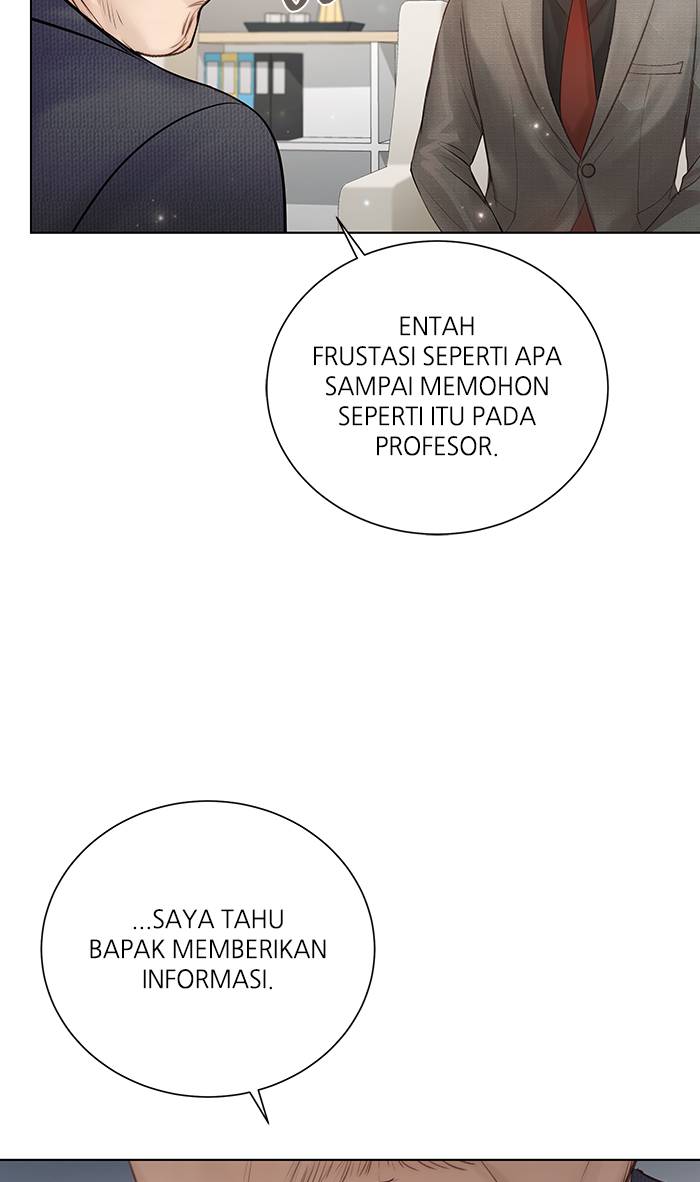 ENTAH
FRUSTASI SEPERTI APA
SAMPAI MEMOHON
SEPERTI ITU PADA
PROFESOR.
...SAYA TAHU
BAPAK MEMBERIKAN
INFORMASI.